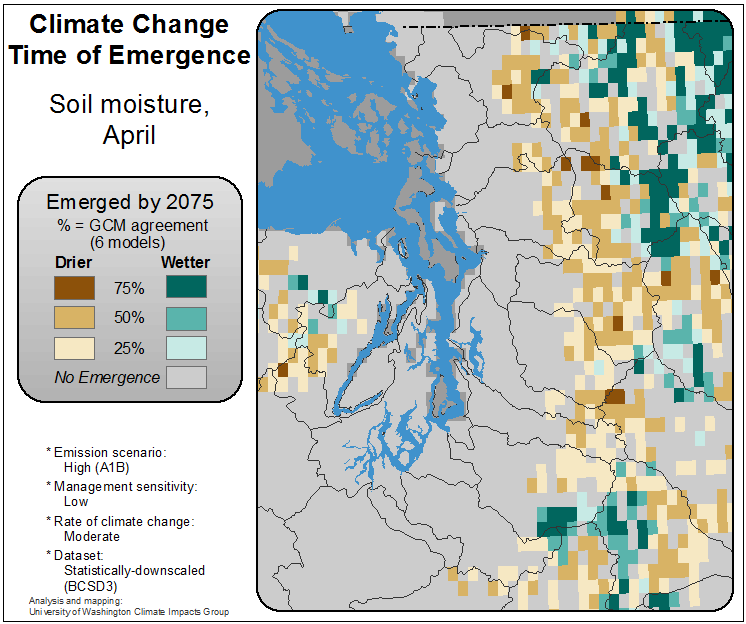 Climate Change
Time of Emergence
Soil moisture,
April
Emerged by 2075
% = GCM agreement
(6 models)
Drier Wetter
75%
50%
25%
No Emergence
* Emission scenario:
High (A1B)
* Management sensitivity:
Low
* Rate of climate change:
Moderate
* Dataset:
Statistically-downscaled
(BCSD3)
Analysis and mapping:
University of Washington Climate Impacts Group